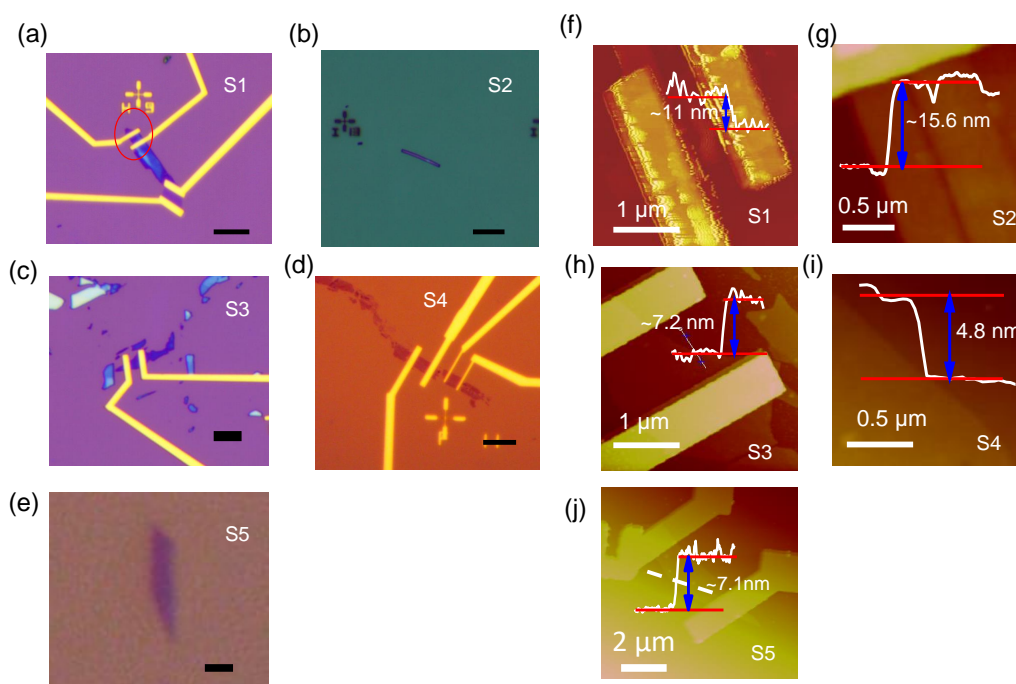 (a)
S1
(b)
S2
(f)
~11 nm
1 µm
S1
(g)
~15.6 nm
0.5 µm
S2
(c)
S3
(d)
S4
(h)
~7.2 nm
1 µm
S3
(i)
4.8 nm
0.5 µm
S4
(e)
S5
(j)
~7.1nm
2 µm
S5